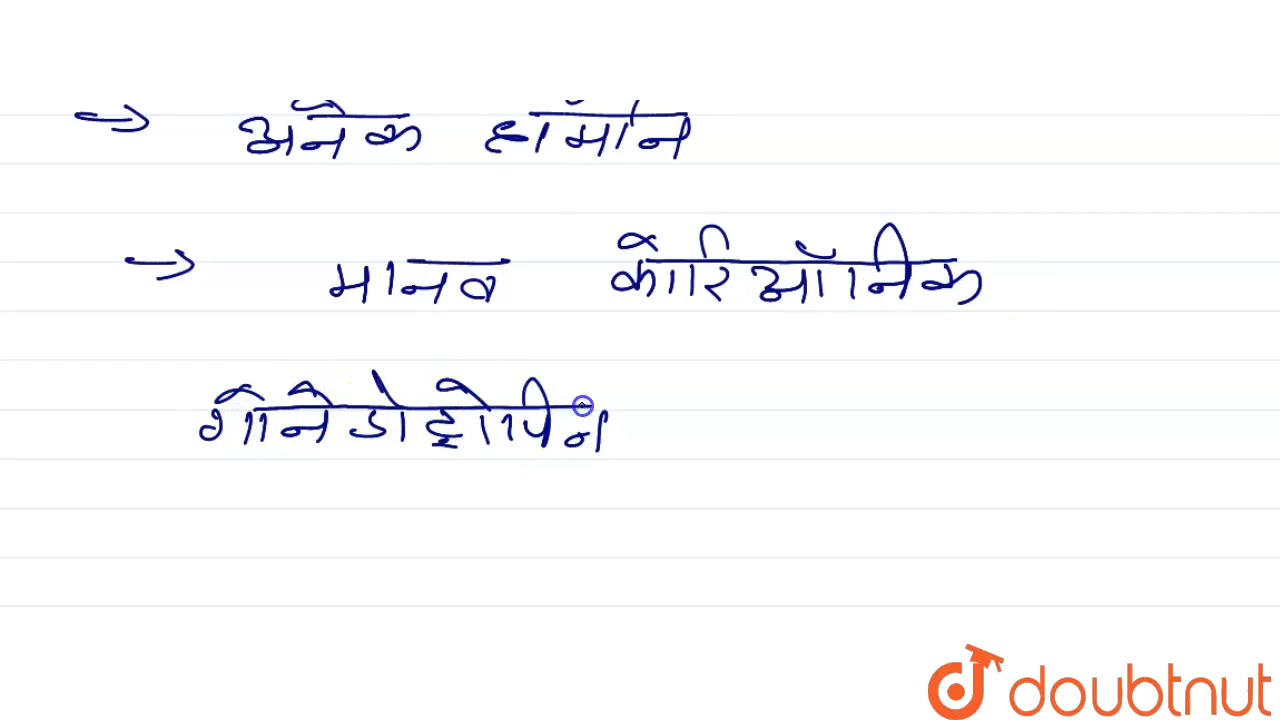 → अनेक हॉर्मोन
→ मानव कोरिऑनिक
गोनेडोट्रोपीन
doubtnut